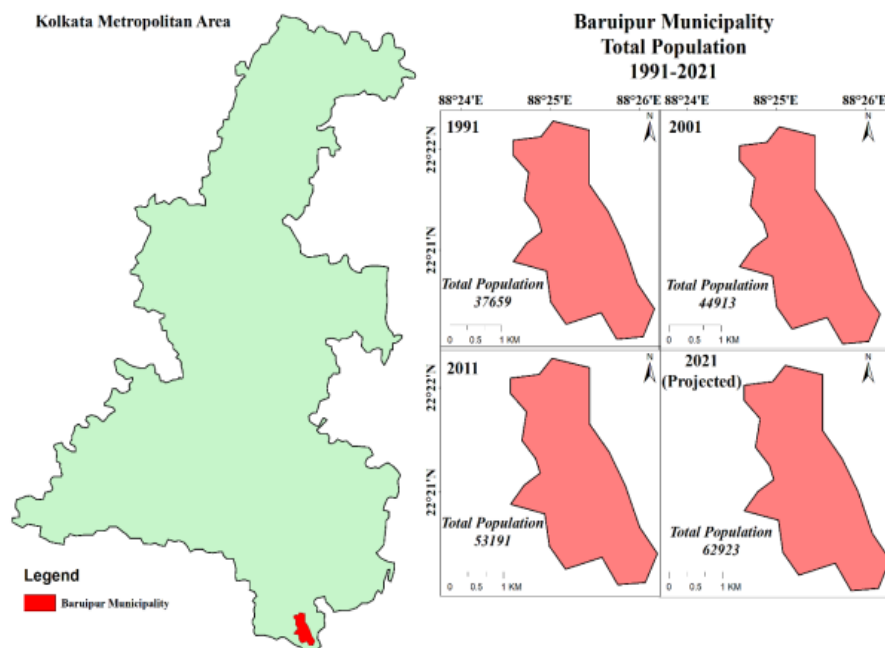 Kolkata Metropolitan Area
Legend
Baruipur Municipality
Baruipur Municipality
Total Population
1991-2021
88°24'E 88°25'E 88°26'E 88°24'E 88°25'E 88°26'E
22°22'N
22°21'N
1991
N
Total Population
37659
0 0.5 1 KM
2001
N
Total Population
44913
0 0.5 1 KM
22°22'N
22°21'N
2011
N
Total Population
53191
0 0.5 1 KM
2021
(Projected)
N
Total Population
62923
0 0.5 1 KM